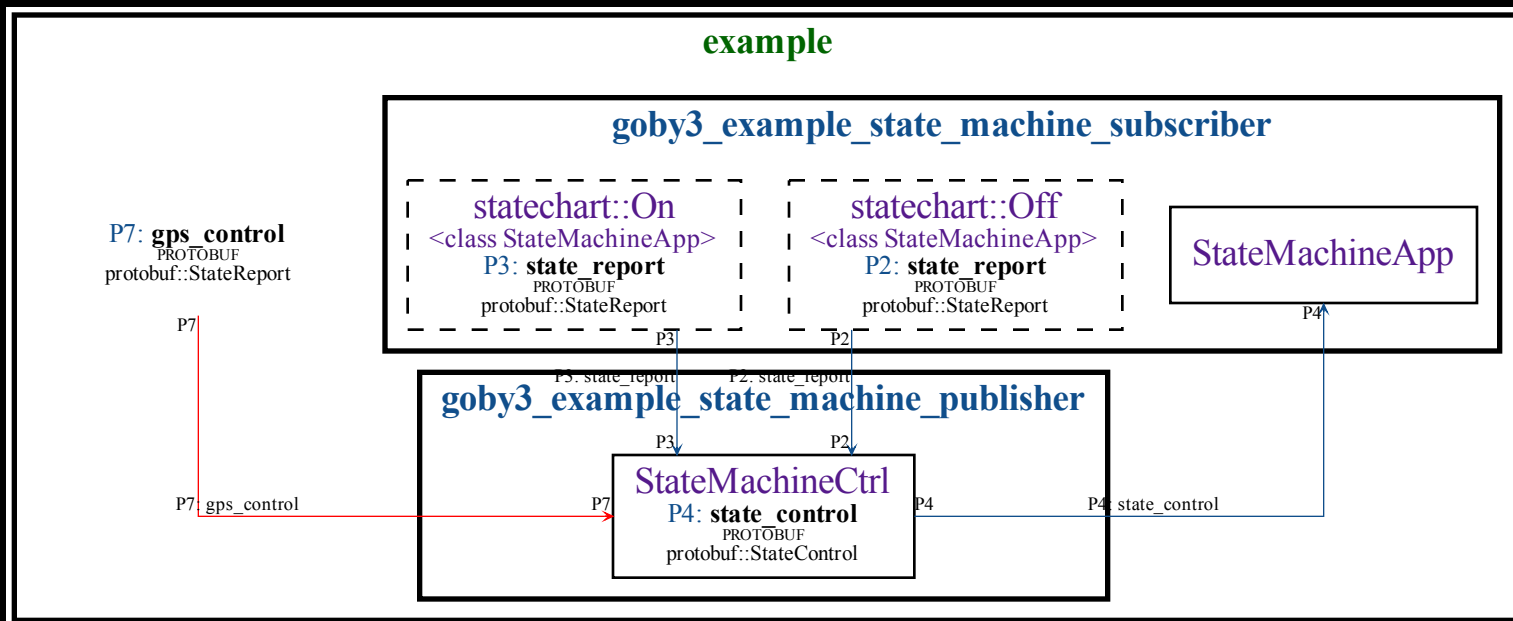 example
goby3_example_state_machine_subscriber
statechart::On
<class StateMachineApp>
P3: state_report
PROTOBUF
protobuf::StateReport
statechart::Off
<class StateMachineApp>
P2: state_report
PROTOBUF
protobuf::StateReport
StateMachineApp
P7: gps_control
PROTOBUF
protobuf::StateReport
P7
P3
P2
P4
P3: state_report
P2: state_report
goby3_example_state_machine_publisher
P3
P2
StateMachineCtrl
P4: state_control
PROTOBUF
protobuf::StateControl
P7: gps_control
P7
P4
P4: state_control